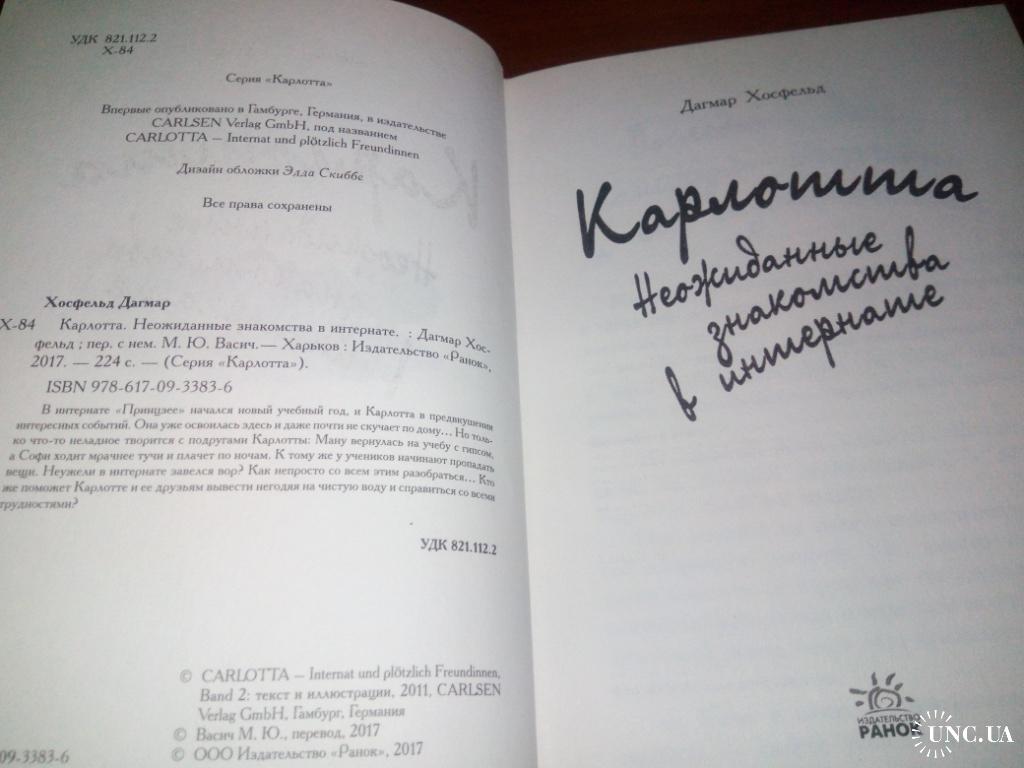 УДК 821.112.2
Х-84
Серия «Карлотта»
Впервые опубликовано в Гамбурге, Германия, в издательстве
CARLSEN Verlag GmbH, под названием
CARLOTTA — Internat und plötzlich Freundinnen
Дизайн обложки Элда Скиббе
Все права сохранены
Хосфельд Дагмар
Х-84 Карлотта. Неожиданные знакомства в интернате. : Дагмар Хос-
фельд ; пер. с нем. М. Ю. Васич.— Харьков : Издательство «Ранок»,
2017. — 224 с. — (Серия «Карлотта»).
ISBN 978-617-09-3383-6
В интернате «Принцзее» начался новый учебный год, и Карлотта в предвкушении
интересных событий. Она уже освоилась здесь и даже почти не скучает по дому... Но толь-
ко что-то неладное творится с подругами Карлотты: Ману вернулась на учебу с гипсом,
а Софи ходит мрачнее тучи и плачет по ночам. К тому же у учеников начинают пропадать
вещи. Неужели в интернате завелся вор? Как непросто со всем этим разобраться... Кто
же поможет Карлотте и ее друзьям вывести негодяя на чистую воду и справиться со всеми
трудностями?
УДК 821.112.2
© CARLOTTA — Internat und plötzlich Freundinnen,
Band 2: текст и иллюстрации, 2011, CARLSEN
Verlag GmbH, Гамбург, Германия
© Васич М. Ю., перевод, 2017
© ООО Издательство «Ранок», 2017
09-3383-6
Дагмар Хосфельд
Карлотта
Неожиданные
знакомства
в интернате
ИЗДАТЕЛЬСТВО
РАНОК
UNC.UA